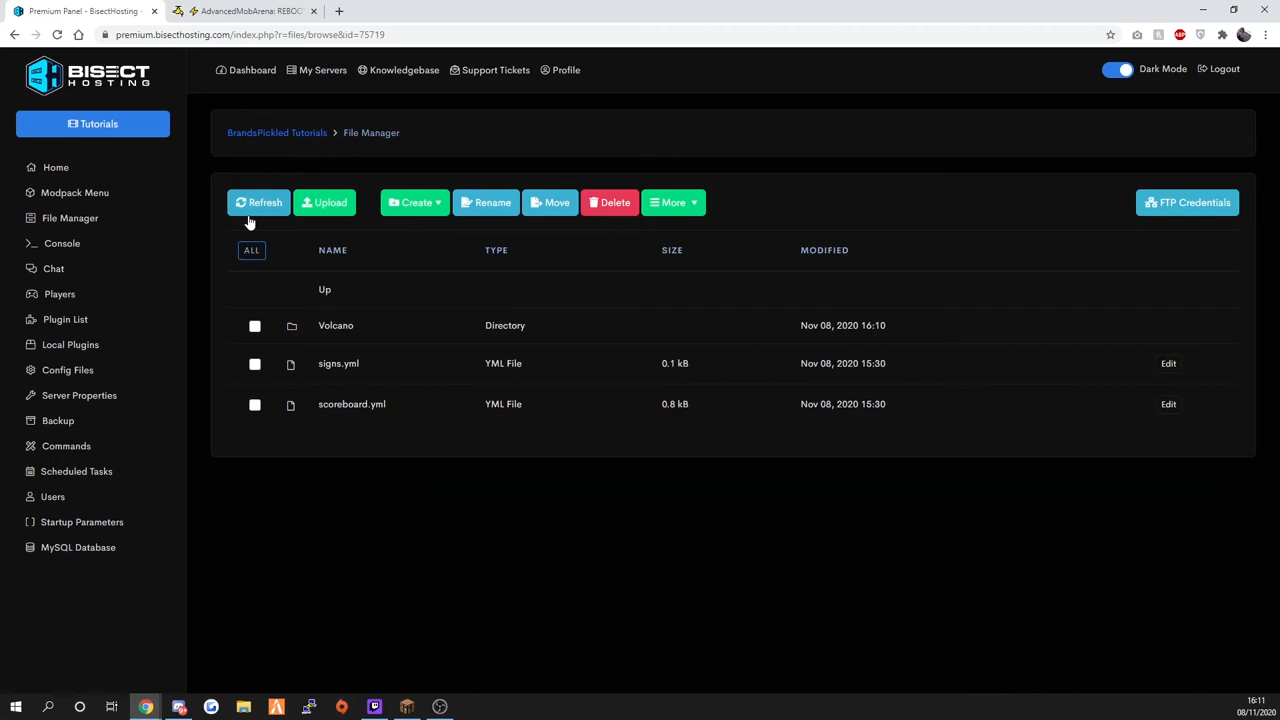 Premium Panel - BisectHosting -
⚡ AdvancedMobArena: REBO
premium.bisecthosting.com/index.php?r=files/browse&id=75719
BISECT
HOSTING
Dashboard
My Servers
Knowledgebase
Support Tickets
Profile
Dark Mode
Logout
Tutorials
Home
Modpack Menu
File Manager
Console
Chat
Players
Plugin List
Local Plugins
Config Files
Server Properties
Backup
Commands
Scheduled Tasks
Users
Startup Parameters
MySQL Database
BrandsPickled Tutorials > File Manager
Refresh
Upload
Create
Rename
Move
Delete
More
FTP Credentials
ALL NAME TYPE SIZE MODIFIED
Up
Volcano Directory Nov 08, 2020 16:10
signs.yml YML File 0.1 kB Nov 08, 2020 15:30 Edit
scoreboard.yml YML File 0.8 kB Nov 08, 2020 15:30 Edit
16:11
08/11/2020